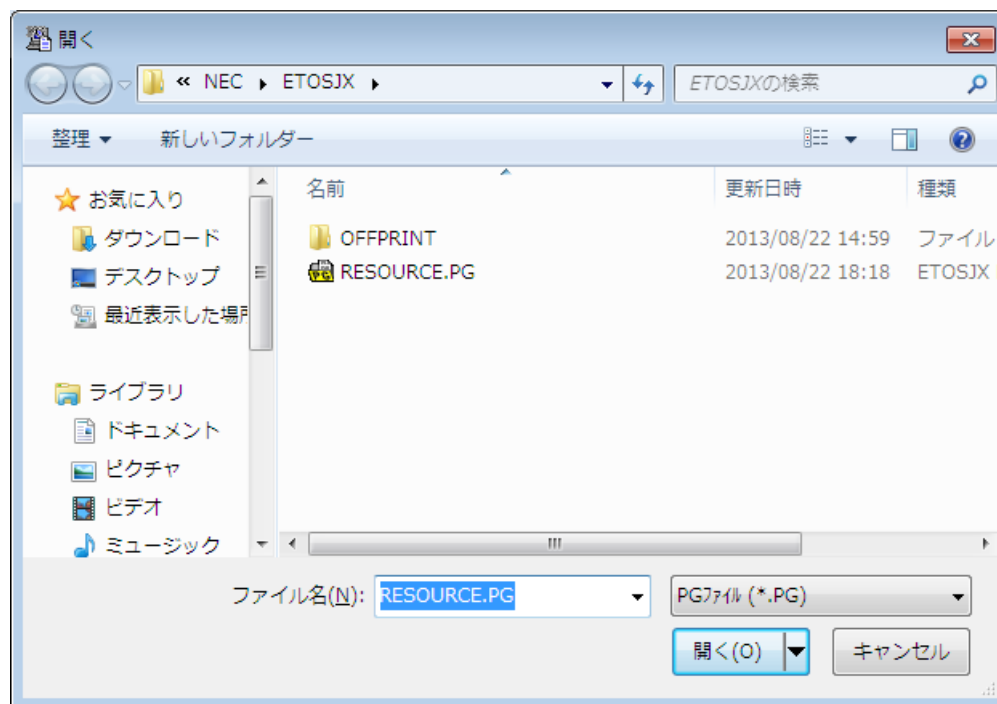 開く
« NEC ▸ ETOSJX ▸
ETOSJXの検索
整理 ▼ 新しいフォルダー
名前 更新日時 種類
OFFPRINT 2013/08/22 14:59 ファイル
RESOURCE.PG 2013/08/22 18:18 ETOSJX
お気に入り
ダウンロード
デスクトップ
最近表示した場所
ライブラリ
ドキュメント
ピクチャ
ビデオ
ミュージック
ファイル名(N): RESOURCE.PG
PGファイル (*.PG)
開く(O) キャンセル